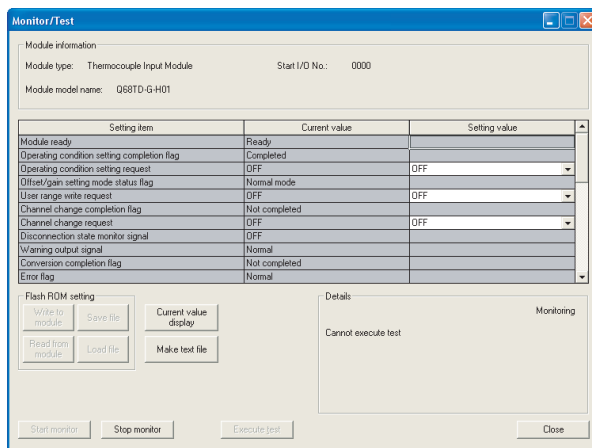 Monitor/Test
Module information
Module type: Thermocouple Input Module Start I/O No.: 0000
Module model name: Q68TD-G-H01
Setting item Current value Setting value
Module ready Ready
Operating condition setting completion flag Completed
Operating condition setting request OFF OFF
Offset/gain setting mode status flag Normal mode
User range write request OFF OFF
Channel change completion flag Not completed
Channel change request OFF OFF
Disconnection state monitor signal OFF
Warning output signal Normal
Conversion completion flag Not completed
Error flag Normal
Flash ROM setting
Write to module
Save file
Current value display
Read from module
Load file
Make text file
Details
Monitoring
Cannot execute test
Start monitor Stop monitor Execute test Close